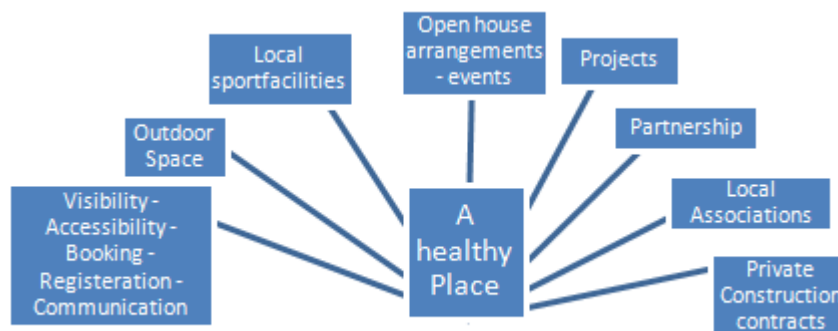 Open house
arrangements
- events
Local
sportfacilities
Projects
Outdoor
Space
Partnership
Visibility -
Accessibility -
Booking -
Registeration -
Communication
A
healthy
Place
Local
Associations
Private
Construction
contracts